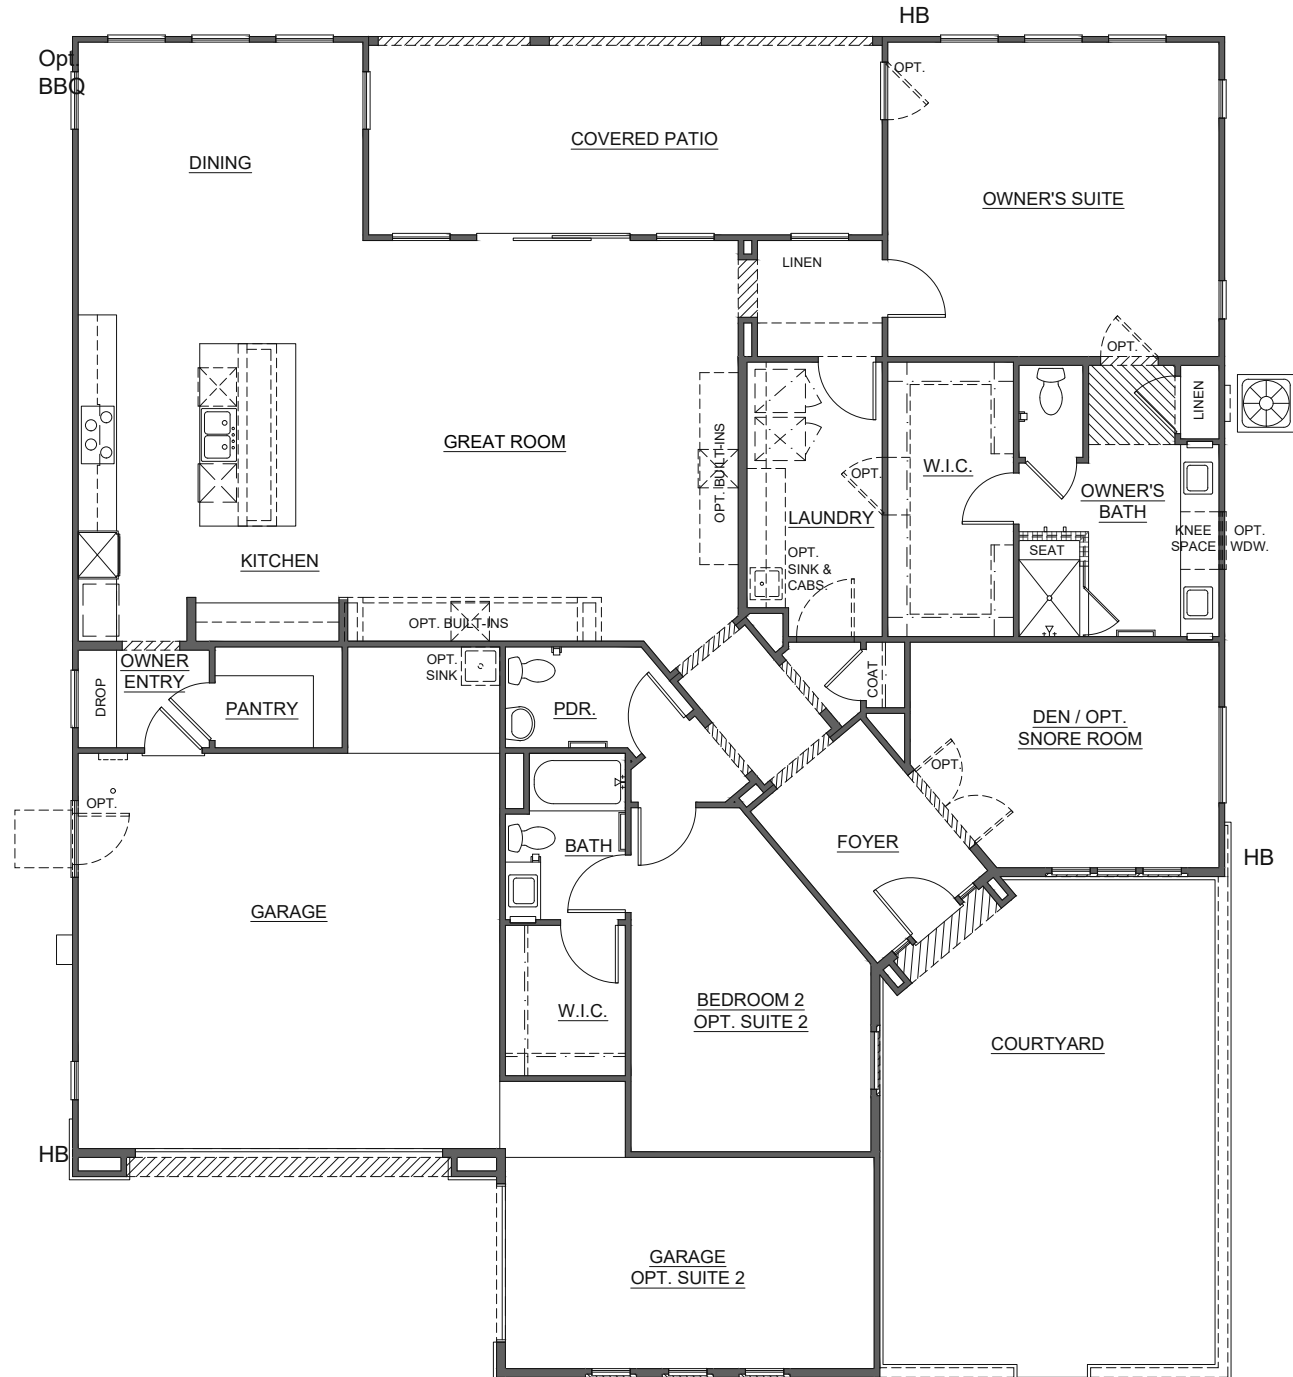 HB
Opt.
BBQ
OPT.
COVERED PATIO
DINING
OWNER'S SUITE
LINEN
OPT.
LINEN
GREAT ROOM
OPT. BUILT-INS
OPT.
W.I.C.
OWNER'S
BATH
LAUNDRY
KNEE
SPACE
OPT.
WDW.
SEAT
OPT.
SINK &
CABS.
KITCHEN
OPT. BUILT-INS
OWNER
ENTRY
DROP
PANTRY
OPT.
SINK
PDR.
COAT
DEN / OPT.
SNORE ROOM
OPT.
OPT.
BATH
FOYER
HB
GARAGE
W.I.C.
BEDROOM 2
OPT. SUITE 2
COURTYARD
HB
GARAGE
OPT. SUITE 2